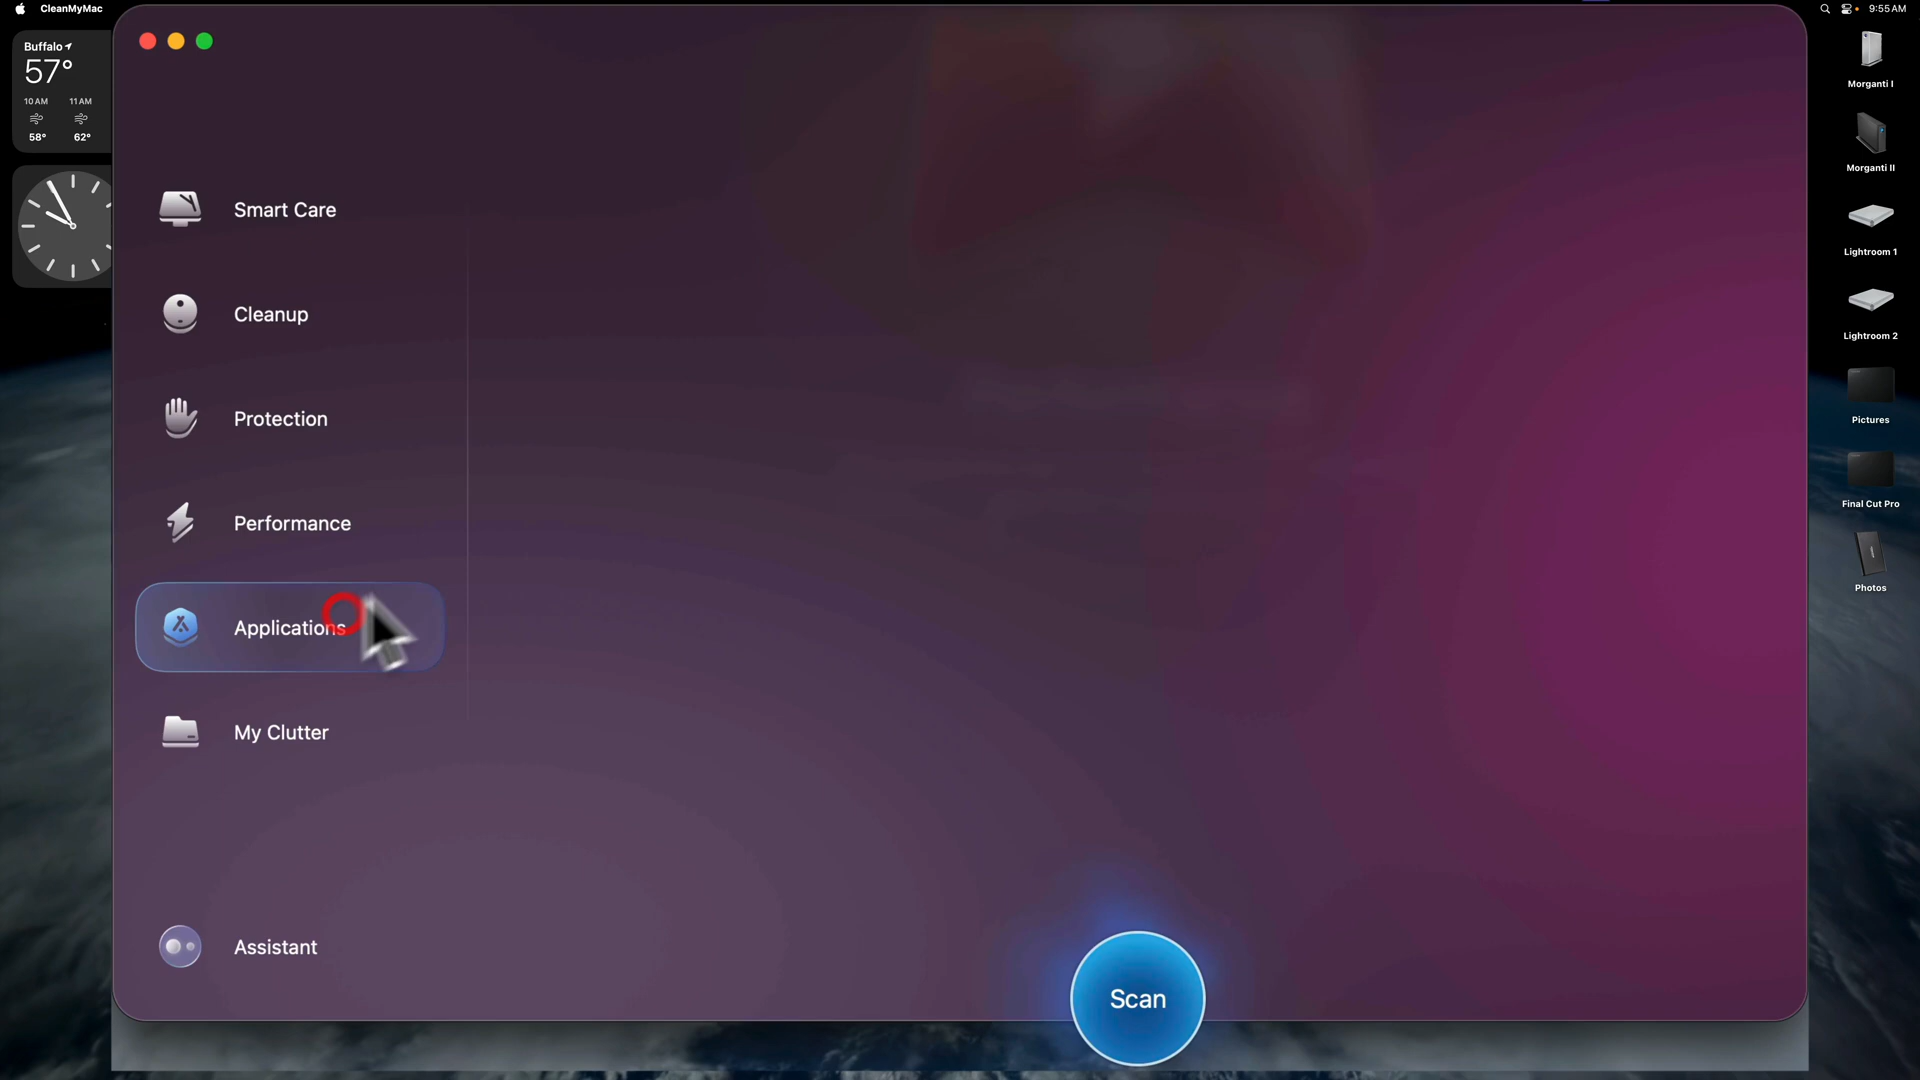 CleanMyMac
9:55 AM
Buffalo
57°
10 AM 11 AM
58° 62°
Smart Care
Cleanup
Protection
Performance
Applications
My Clutter
Assistant
Scan
Morganti I
Morganti II
Lightroom 1
Lightroom 2
Pictures
Final Cut Pro
Photos